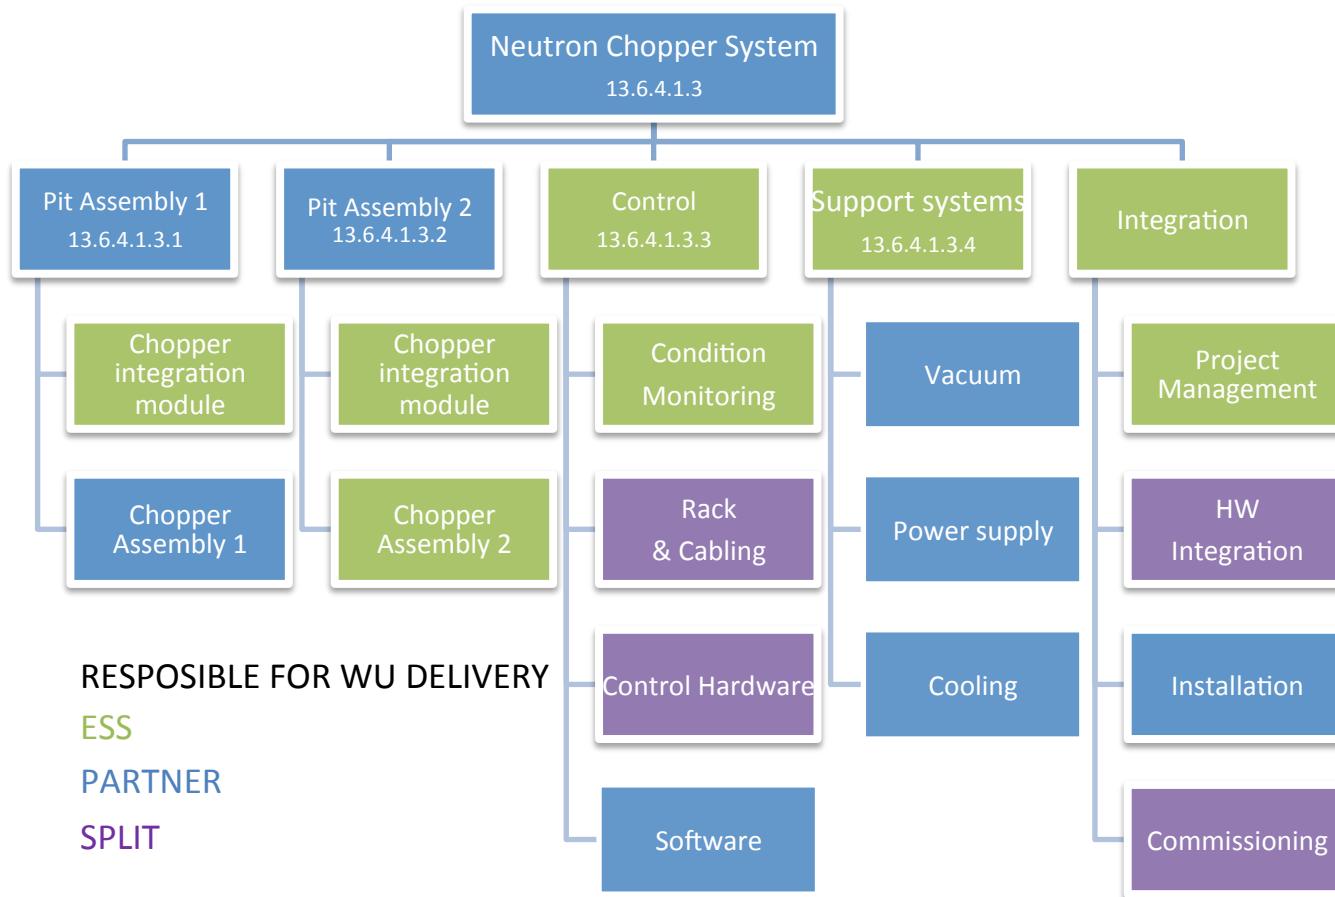 Neutron Chopper System
13.6.4.1.3
Pit Assembly 1
13.6.4.1.3.1
Pit Assembly 2
13.6.4.1.3.2
Control
13.6.4.1.3.3
Support systems
13.6.4.1.3.4
Integration
Chopper
integration
module
Chopper
integration
module
Condition
Monitoring
Vacuum
Project
Management
Chopper
Assembly 1
Chopper
Assembly 2
Rack
& Cabling
Power supply
HW
Integration
Control Hardware
Cooling
Installation
Software
Commissioning
RESPOSIBLE FOR WU DELIVERY
ESS
PARTNER
SPLIT